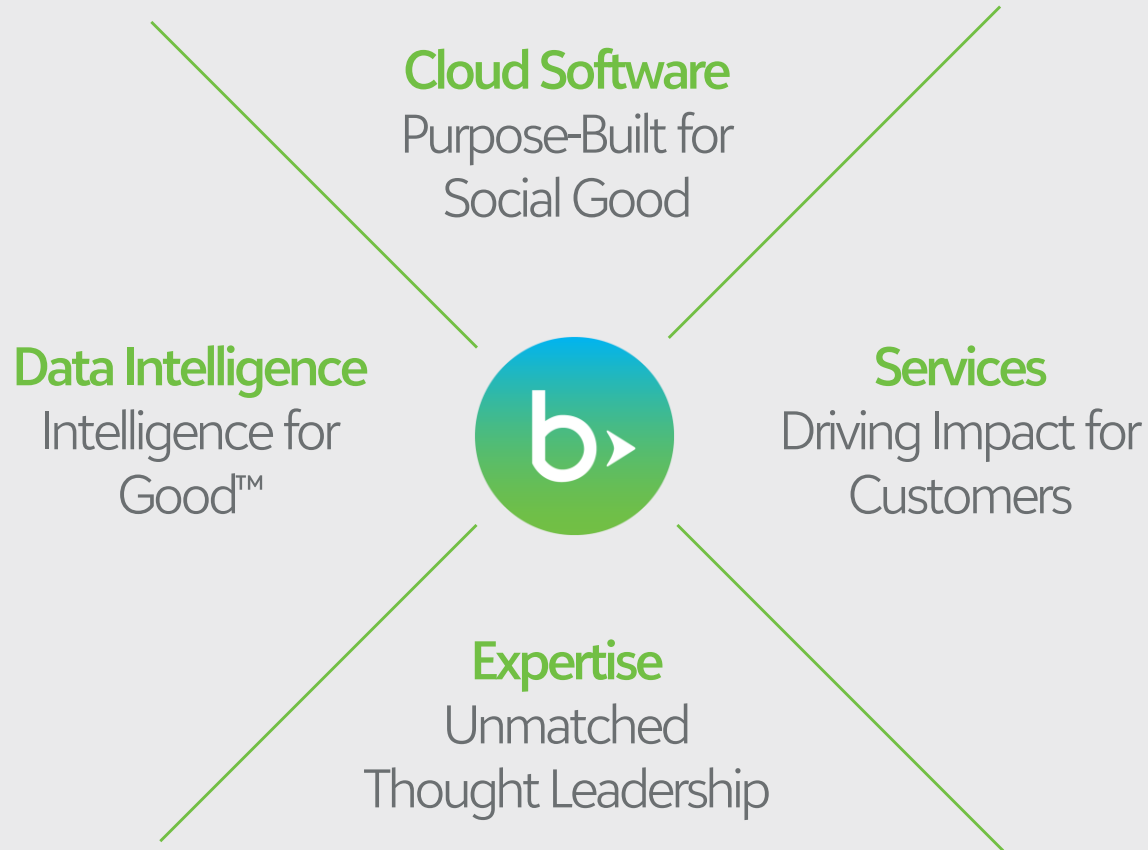 Cloud Software
Purpose-Built for
Social Good
Data Intelligence
Intelligence for
Good™
b
Services
Driving Impact for
Customers
Expertise
Unmatched
Thought Leadership